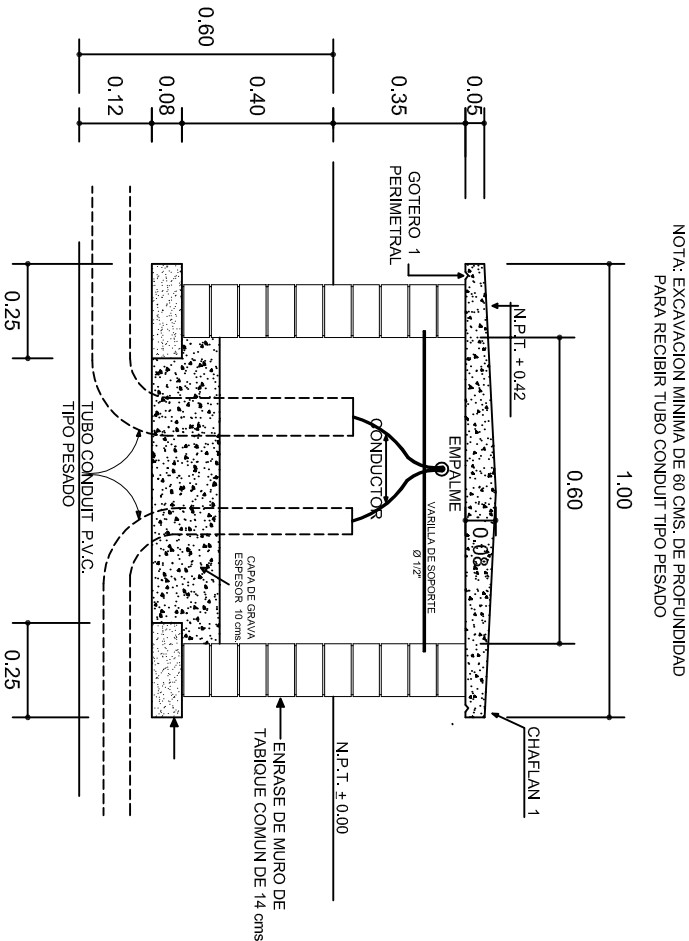 NOTA: EXCAVACION MINIMA DE 60 CMS. DE PROFUNDIDAD
PARA RECIBIR TUBO CONDUIT TIPO PESADO
1.00
0.60
N.P.T. + 0.42
CHAFLAN 1
0.08
0.05
0.35
0.40
0.08
0.12
0.60
GOTERO 1
PERIMETRAL
EMPALME
VARILLA DE SOPORTE
Ø 1/2"
CONDUCTOR
N.P.T. ± 0.00
CAPA DE GRAVA
ESPESOR 10 cms.
ENRASE DE MURO DE
TABIQUE COMUN DE 14 cms
TUBO CONDUIT P.V.C.
TIPO PESADO
0.25
0.25